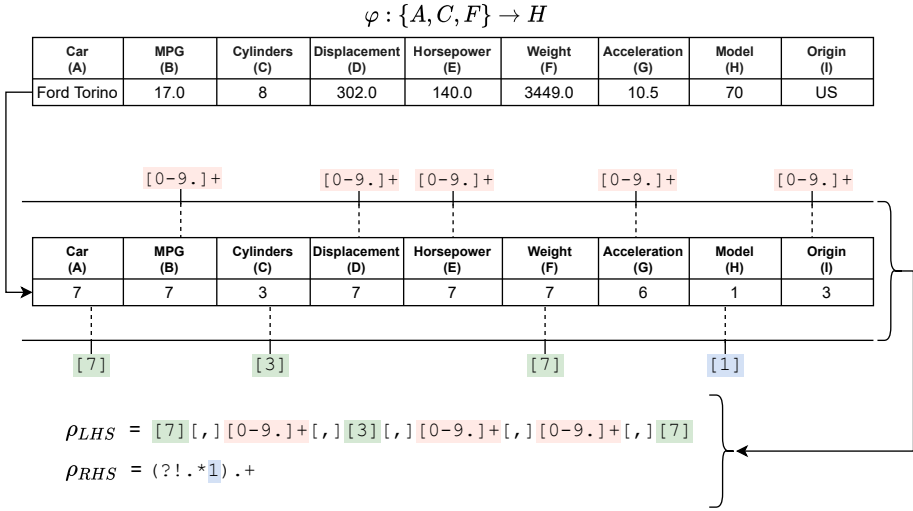 φ : {A, C, F} → H
Car MPG Cylinders Displacement Horsepower Weight Acceleration Model Origin
(A) (B) (C) (D) (E) (F) (G) (H) (I)
Ford Torino 17.0 8 302.0 140.0 3449.0 10.5 70 US
[0-9.]+ [0-9.]+ [0-9.]+ [0-9.]+ [0-9.]+
Car MPG Cylinders Displacement Horsepower Weight Acceleration Model Origin
(A) (B) (C) (D) (E) (F) (G) (H) (I)
7 7 3 7 7 7 6 1 3
[7] [3] [7] [1]
ρLHS = [7][,][0-9.]+[,][3][,][0-9.]+[,][0-9.]+[,][7]
ρRHS = (?!.*1).+